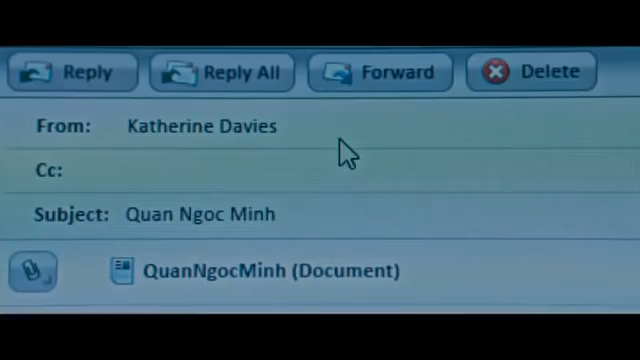 Reply Reply All Forward Delete
From: Katherine Davies
Cc:
Subject: Quan Ngoc Minh
QuanNgocMinh (Document)